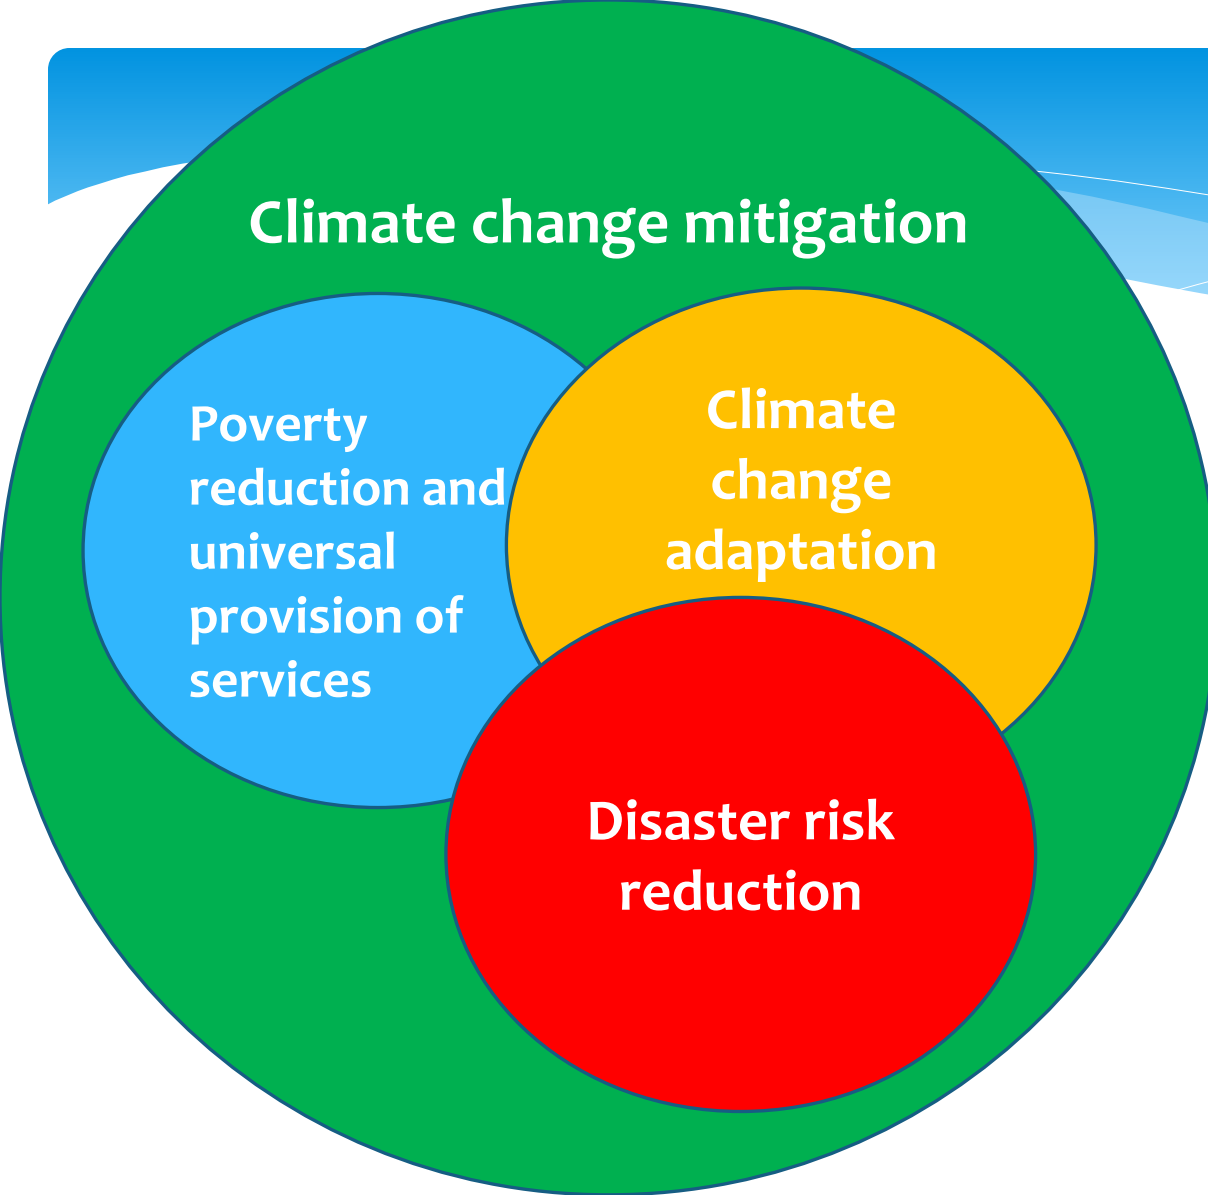 Climate change mitigation
Poverty
reduction and
universal
provision of
services
Climate
change
adaptation
Disaster risk
reduction